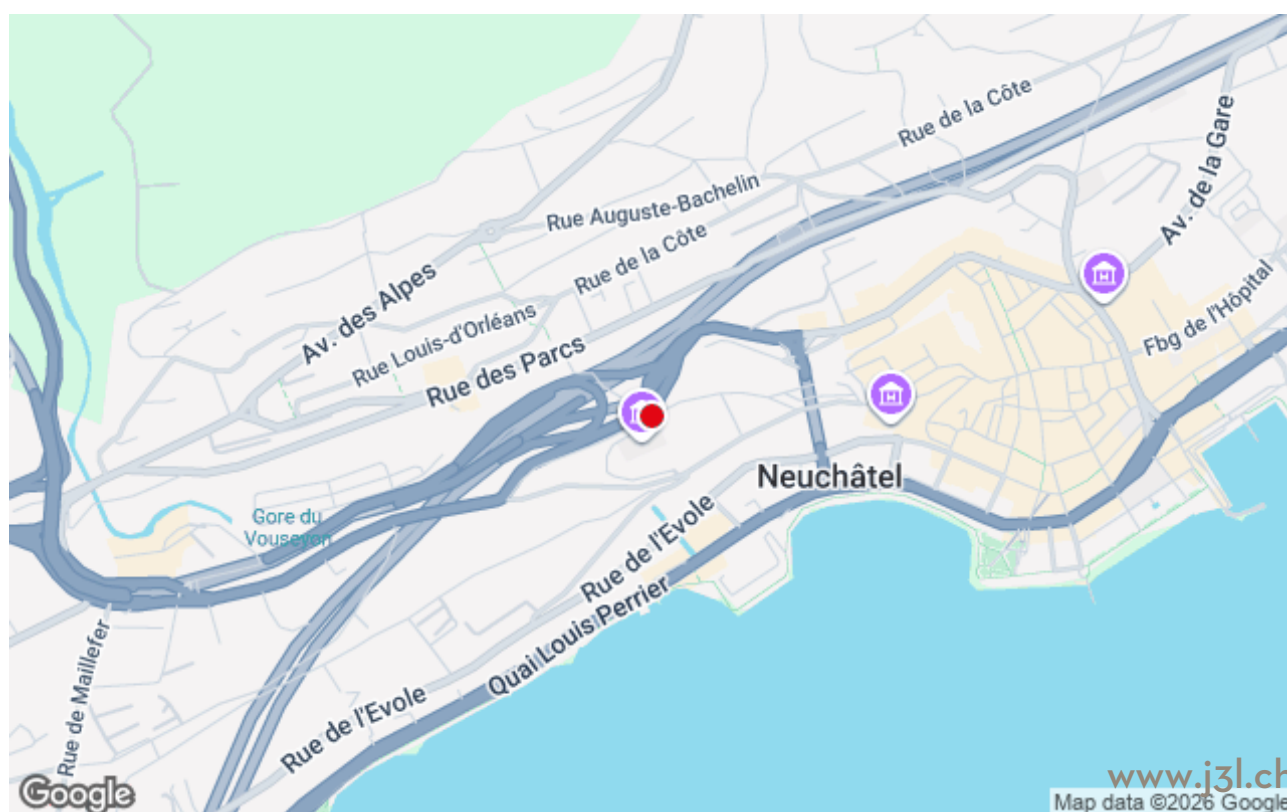 Rue de la Côte
Av. de la Gare
Rue Auguste-Bachelin
Rue de la Côte
Av. des Alpes
Rue Louis-d'Orléans
Rue des Parcs
Fbg de l'Hôpital
Neuchâtel
Gore du
Vouseyon
Rue de l'Evole
Quai Louis Perrier
Rue de Maillefer
Rue de l'Evole
www.j3l.ch
Google
Map data ©2026 Google